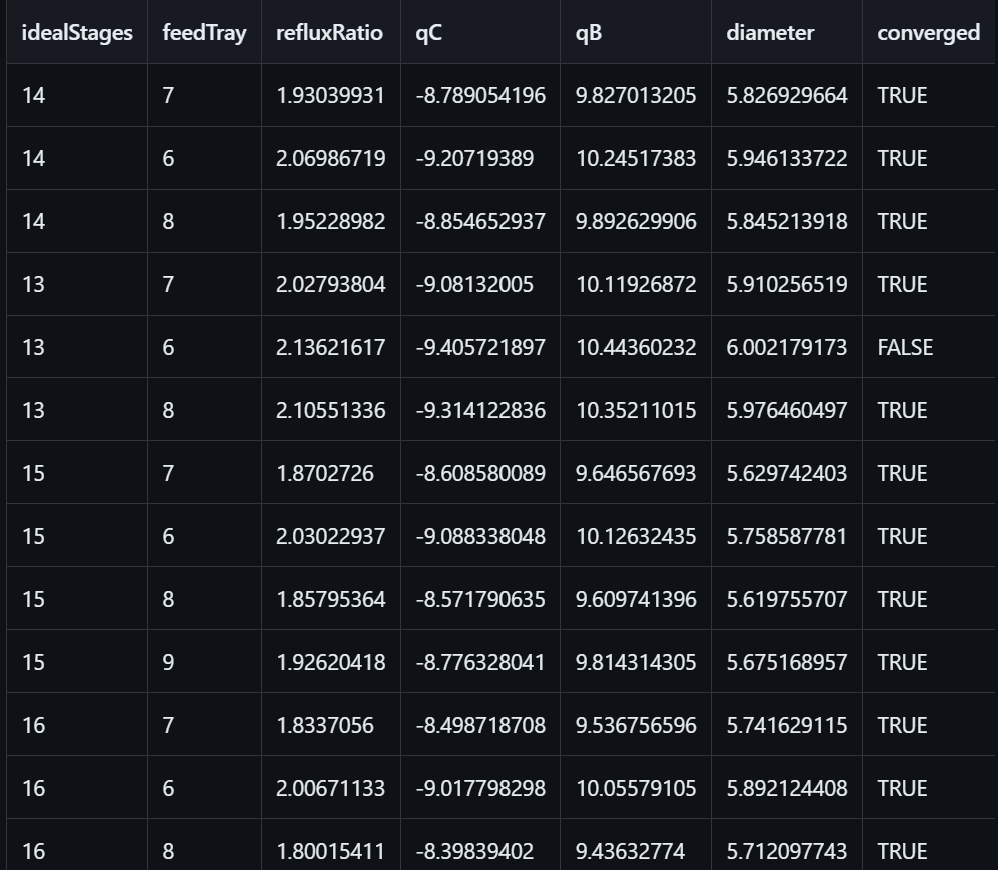 idealStages feedTray refluxRatio qC qB diameter converged
14 7 1.93039931 -8.789054196 9.827013205 5.826929664 TRUE
14 6 2.06986719 -9.20719389 10.24517383 5.946133722 TRUE
14 8 1.95228982 -8.854652937 9.892629906 5.845213918 TRUE
13 7 2.02793804 -9.08132005 10.11926872 5.910256519 TRUE
13 6 2.13621617 -9.405721897 10.44360232 6.002179173 FALSE
13 8 2.10551336 -9.314122836 10.35211015 5.976460497 TRUE
15 7 1.8702726 -8.608580089 9.646567693 5.629742403 TRUE
15 6 2.03022937 -9.088338048 10.12632435 5.758587781 TRUE
15 8 1.85795364 -8.571790635 9.609741396 5.619755707 TRUE
15 9 1.92620418 -8.776328041 9.814314305 5.675168957 TRUE
16 7 1.8337056 -8.498718708 9.536756596 5.741629115 TRUE
16 6 2.00671133 -9.017798298 10.05579105 5.892124408 TRUE
16 8 1.80015411 -8.39839402 9.43632774 5.712097743 TRUE